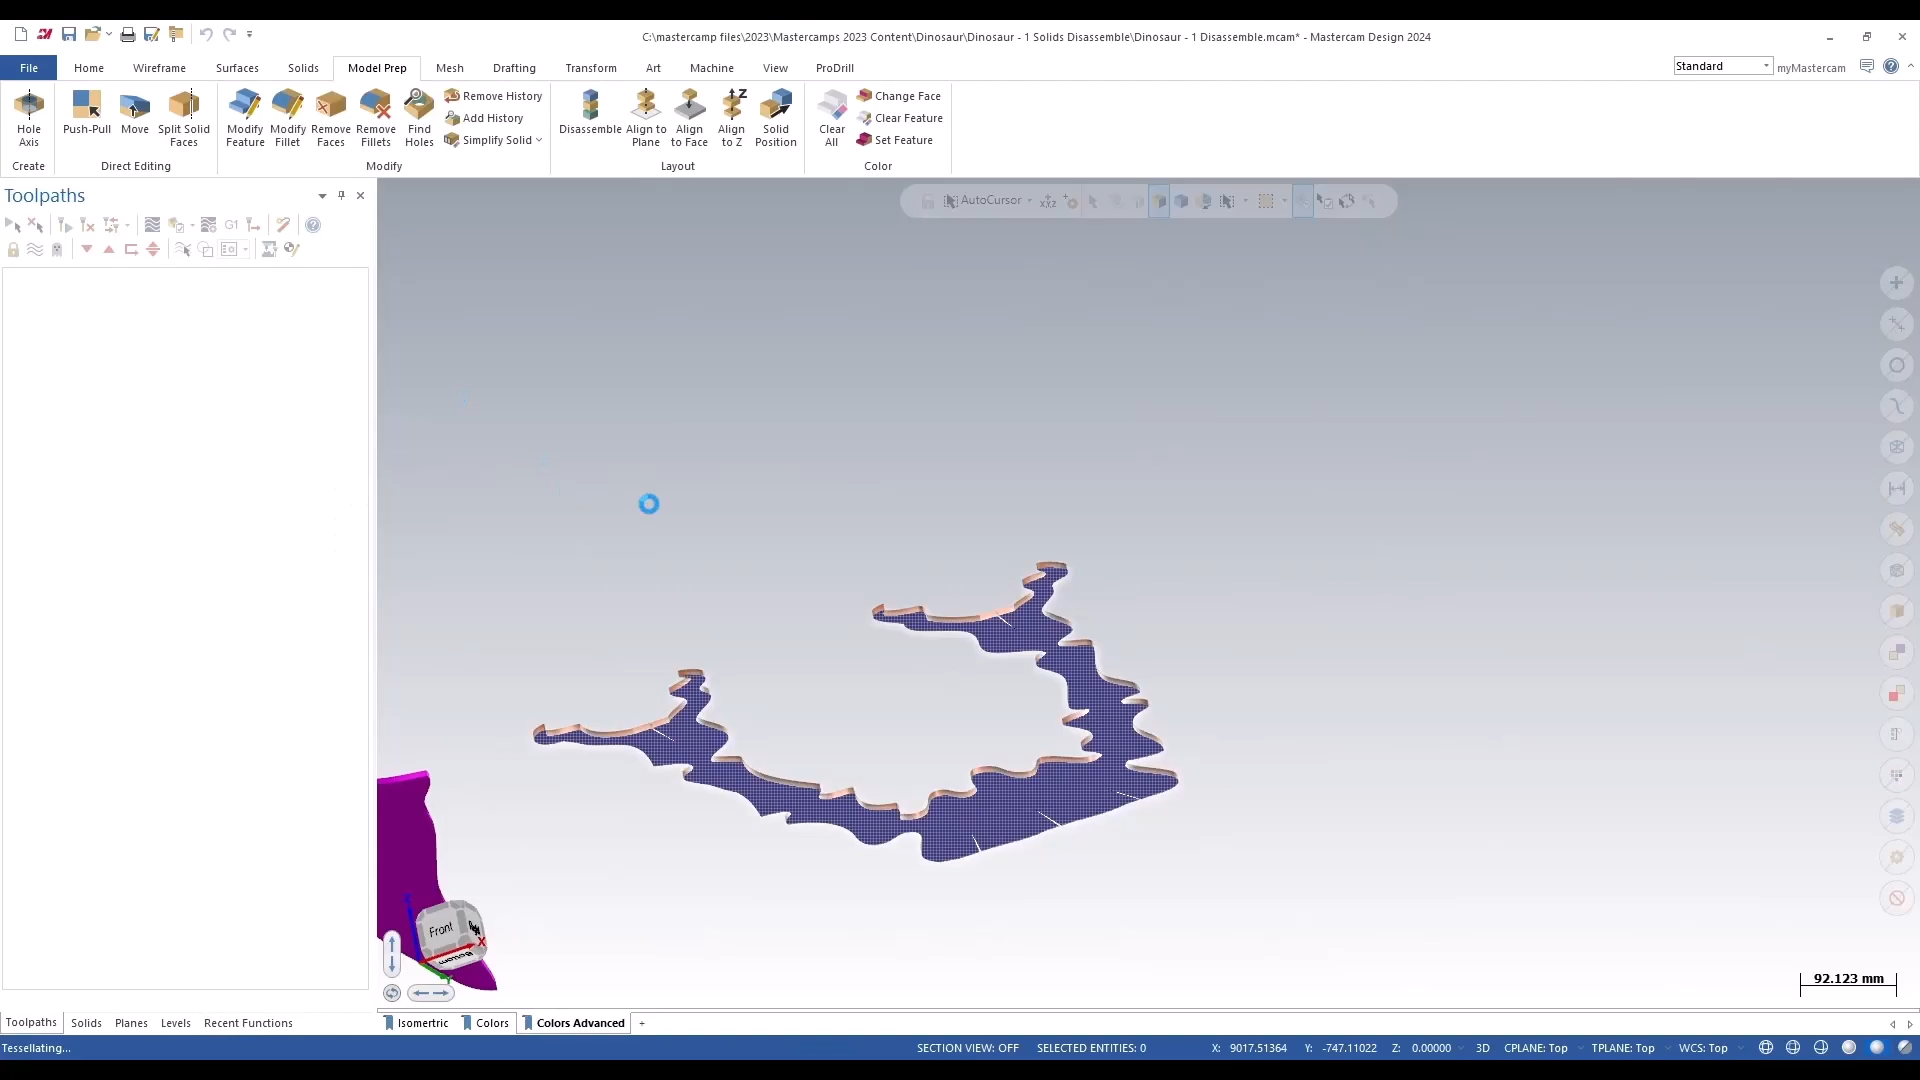 C:\mastercamp files\2023\Mastercamps 2023 Content\Dinosaur\Dinosaur - 1 Solids Disassemble\Dinosaur - 1 Disassemble.mcam* - Mastercam Design 2024
File Home Wireframe Surfaces Solids Model Prep Mesh Drafting Transform Art Machine View ProDrill
Standard myMastercam
Hole Axis
Push-Pull
Move
Split Solid Faces
Modify Feature
Modify Fillet
Remove Faces
Remove Fillets
Find Holes
Remove History
Add History
Simplify Solid
Disassemble
Align to Plane
Align to Face
Align to Z
Solid Position
Clear All
Change Face
Clear Feature
Set Feature
Create Direct Editing Modify Layout Color
Toolpaths
G1
AutoCursor
XYZ
Front
Bottom
X
92.123 mm
Toolpaths Solids Planes Levels Recent Functions
Isometric Colors Colors Advanced +
Tessellating... SECTION VIEW: OFF SELECTED ENTITIES: 0 X: 9017.51364 Y: -747.11022 Z: 0.00000 3D CPLANE: Top TPLANE: Top WCS: Top